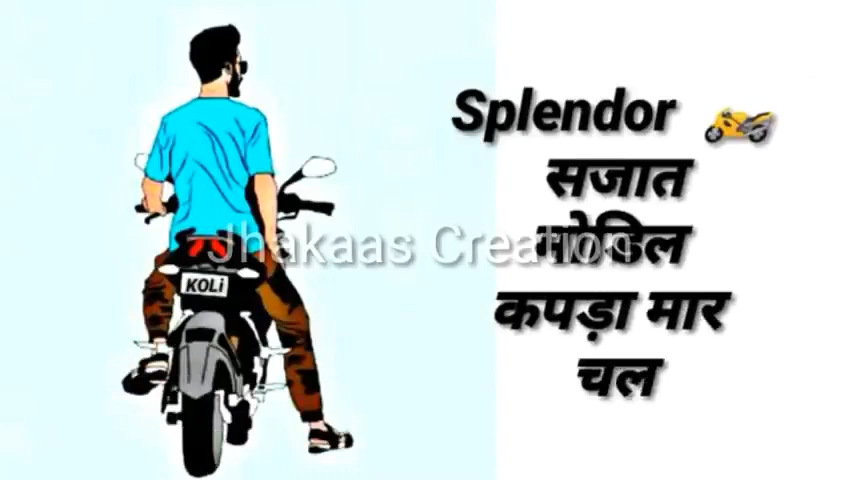 Splendor
सजात
मोबिल
कपड़ा मार
चल
Jhakaas Creation
KOLi